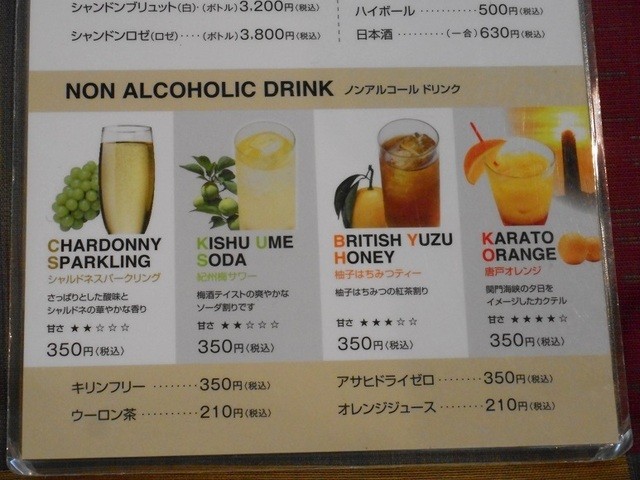 シャンドンブリュット(白)・(ボトル)3.200円(税込)
シャンドンロゼ(ロゼ)‥‥(ボトル)3.800円(税込)
ハイボール ‥‥‥‥ 500円(税込)
日本酒 ‥‥‥(一合)630円(税込)
NON ALCOHOLIC DRINK ノンアルコール ドリンク
CHARDONNY
SPARKLING
シャルドネスパークリング
さっぱりとした酸味と
シャルドネの華やかな香り
甘さ ★★☆☆☆
350円(税込)
KISHU UME
SODA
紀州梅サワー
梅酒テイストの爽やかな
ソーダ割りです
甘さ ★★☆☆☆
350円(税込)
BRITISH YUZU
HONEY
柚子はちみつティー
柚子はちみつの紅茶割り
甘さ ★★★☆☆
350円(税込)
KARATO
ORANGE
唐戸オレンジ
関門海峡の夕日を
イメージしたカクテル
甘さ ★★★★☆
350円(税込)
キリンフリー ‥‥‥‥ 350円(税込)
ウーロン茶 ‥‥‥‥‥ 210円(税込)
アサヒドライゼロ ‥‥‥ 350円(税込)
オレンジジュース ‥‥‥ 210円(税込)